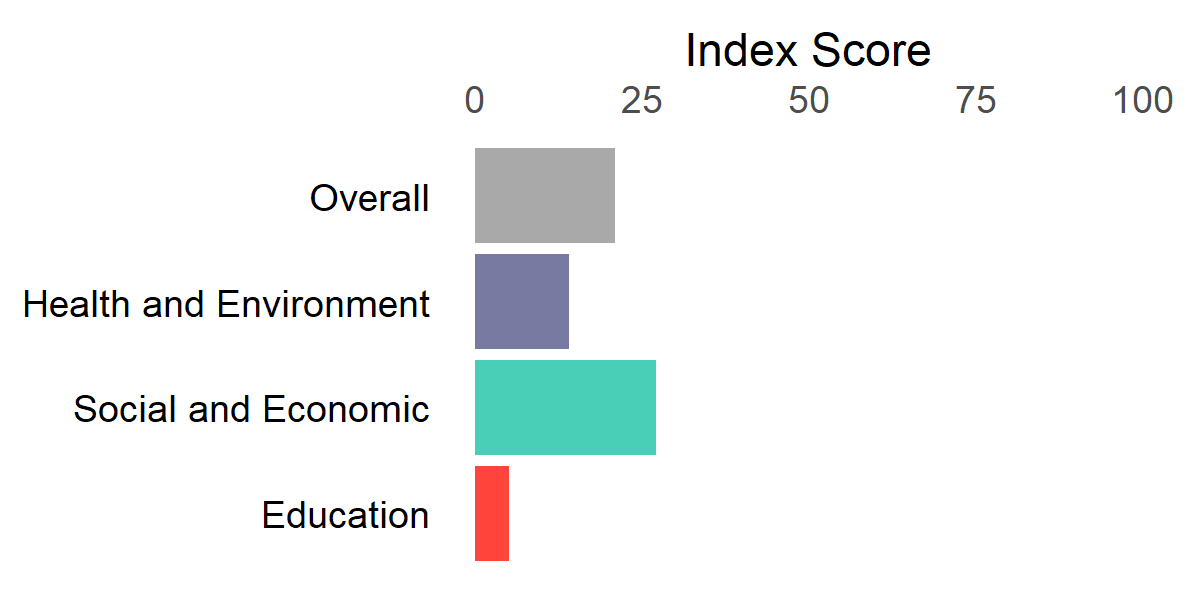 Index Score
0 25 50 75 100
Overall
Health and Environment
Social and Economic
Education